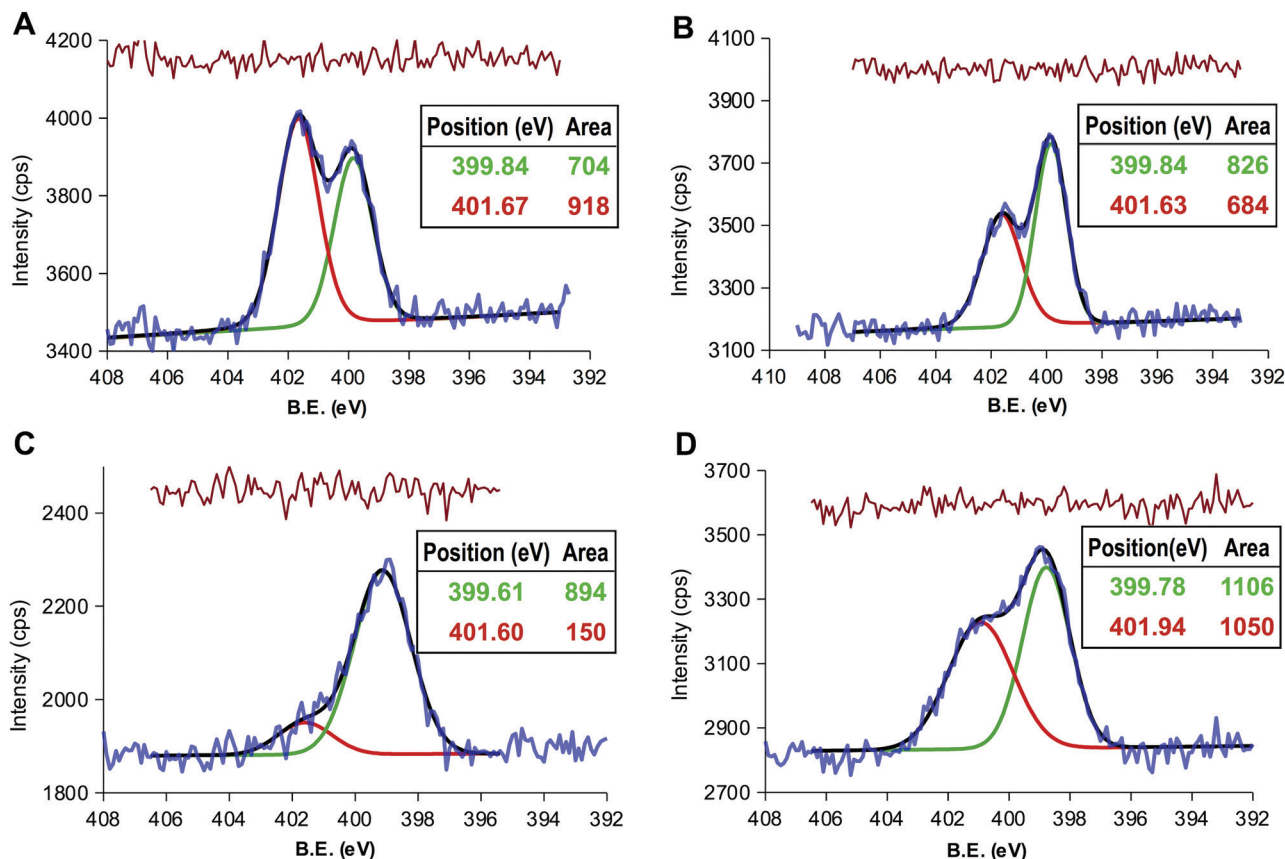 A
4200
4000
3800
3600
3400
Intensity (cps)
Position (eV) Area
399.84 704
401.67 918
408 406 404 402 400 398 396 394 392
B.E. (eV)
B
4100
3900
3700
3500
3300
3100
Intensity (cps)
Position (eV) Area
399.84 826
401.63 684
410 408 406 404 402 400 398 396 394 392
B.E. (eV)
C
2400
2200
2000
1800
Intensity (cps)
Position (eV) Area
399.61 894
401.60 150
408 406 404 402 400 398 396 394 392
B.E. (eV)
D
3700
3500
3300
3100
2900
2700
Intensity (cps)
Position(eV) Area
399.78 1106
401.94 1050
408 406 404 402 400 398 396 394 392
B.E. (eV)